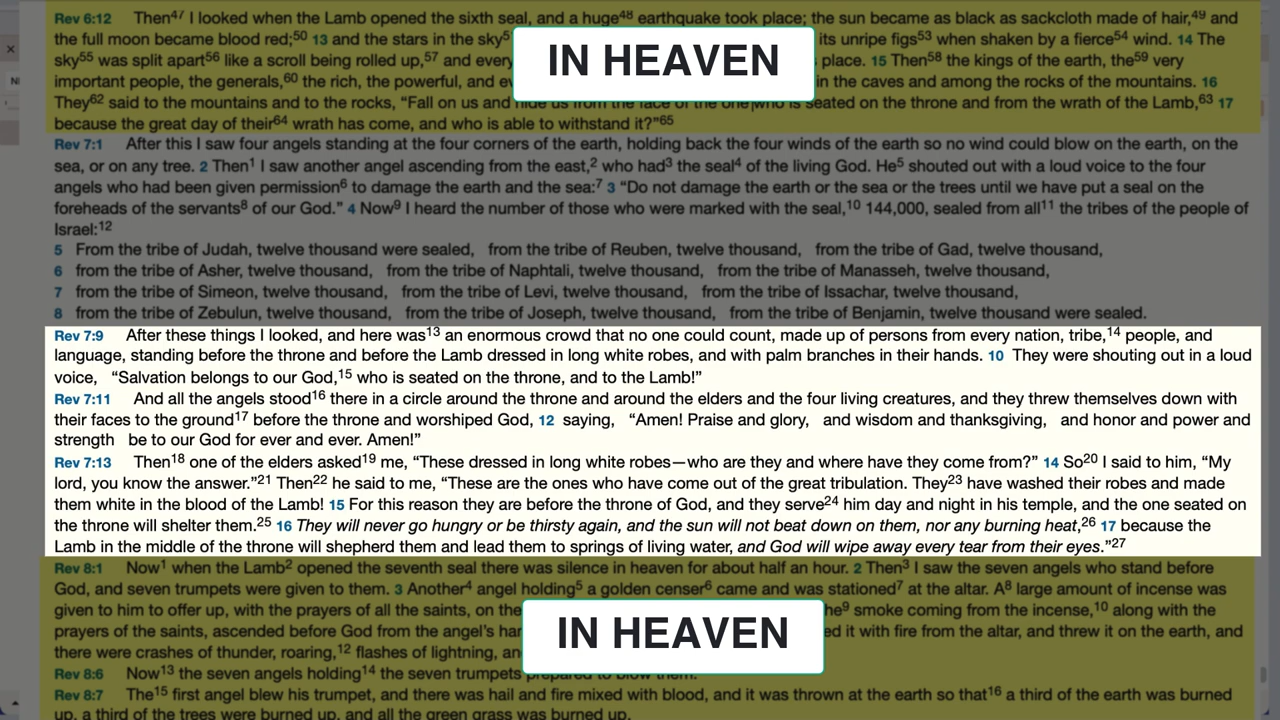 Rev 6:12 Then47 I looked when the Lamb opened the sixth seal, and a huge48 earthquake took place; the sun became as black as sackcloth made of hair,49 and
the full moon became blood red;50 13 and the stars in the sky5 its unripe figs53 when shaken by a fierce54 wind. 14 The
IN HEAVEN
sky55 was split apart56 like a scroll being rolled up,57 and every place. 15 Then58 the kings of the earth, the59 very
important people, the generals,60 the rich, the powerful, and in the caves and among the rocks of the mountains. 16
They62 said to the mountains and to the rocks, “Fall on us and hide us from the face of the one who is seated on the throne and from the wrath of the Lamb,63 17
because the great day of their64 wrath has come, and who is able to withstand it?”65
Rev 7:1 After this I saw four angels standing at the four corners of the earth, holding back the four winds of the earth so no wind could blow on the earth, on the
sea, or on any tree. 2 Then1 I saw another angel ascending from the east,2 who had3 the seal4 of the living God. He5 shouted out with a loud voice to the four
angels who had been given permission6 to damage the earth and the sea:7 3 “Do not damage the earth or the sea or the trees until we have put a seal on the
foreheads of the servants8 of our God.” 4 Now9 I heard the number of those who were marked with the seal,10 144,000, sealed from all11 the tribes of the people of
Israel:12
5 From the tribe of Judah, twelve thousand were sealed, from the tribe of Reuben, twelve thousand, from the tribe of Gad, twelve thousand,
6 from the tribe of Asher, twelve thousand, from the tribe of Naphtali, twelve thousand, from the tribe of Manasseh, twelve thousand,
7 from the tribe of Simeon, twelve thousand, from the tribe of Levi, twelve thousand, from the tribe of Issachar, twelve thousand,
8 from the tribe of Zebulun, twelve thousand, from the tribe of Joseph, twelve thousand, from the tribe of Benjamin, twelve thousand were sealed.
Rev 7:9 After these things I looked, and here was13 an enormous crowd that no one could count, made up of persons from every nation, tribe,14 people, and
language, standing before the throne and before the Lamb dressed in long white robes, and with palm branches in their hands. 10 They were shouting out in a loud
voice, “Salvation belongs to our God,15 who is seated on the throne, and to the Lamb!”
Rev 7:11 And all the angels stood16 there in a circle around the throne and around the elders and the four living creatures, and they threw themselves down with
their faces to the ground17 before the throne and worshiped God, 12 saying, “Amen! Praise and glory, and wisdom and thanksgiving, and honor and power and
strength be to our God for ever and ever. Amen!”
Rev 7:13 Then18 one of the elders asked19 me, “These dressed in long white robes—who are they and where have they come from?” 14 So20 I said to him, “My
lord, you know the answer.”21 Then22 he said to me, “These are the ones who have come out of the great tribulation. They23 have washed their robes and made
them white in the blood of the Lamb! 15 For this reason they are before the throne of God, and they serve24 him day and night in his temple, and the one seated on
the throne will shelter them.25 16 They will never go hungry or be thirsty again, and the sun will not beat down on them, nor any burning heat,26 17 because the
Lamb in the middle of the throne will shepherd them and lead them to springs of living water, and God will wipe away every tear from their eyes.”27
Rev 8:1 Now1 when the Lamb2 opened the seventh seal there was silence in heaven for about half an hour. 2 Then3 I saw the seven angels who stand before
God, and seven trumpets were given to them. 3 Another4 angel holding5 a golden censer6 came and was stationed7 at the altar. A8 large amount of incense was
given to him to offer up, with the prayers of all the saints, on the smoke coming from the incense,10 along with the
prayers of the saints, ascended before God from the angel’s it with fire from the altar, and threw it on the earth, and
IN HEAVEN
there were crashes of thunder, roaring,12 flashes of lightning,
Rev 8:6 Now13 the seven angels holding14 the seven trumpets prepared to blow them.
Rev 8:7 The15 first angel blew his trumpet, and there was hail and fire mixed with blood, and it was thrown at the earth so that16 a third of the earth was burned
up, a third of the trees were burned up, and all the green grass was burned up.